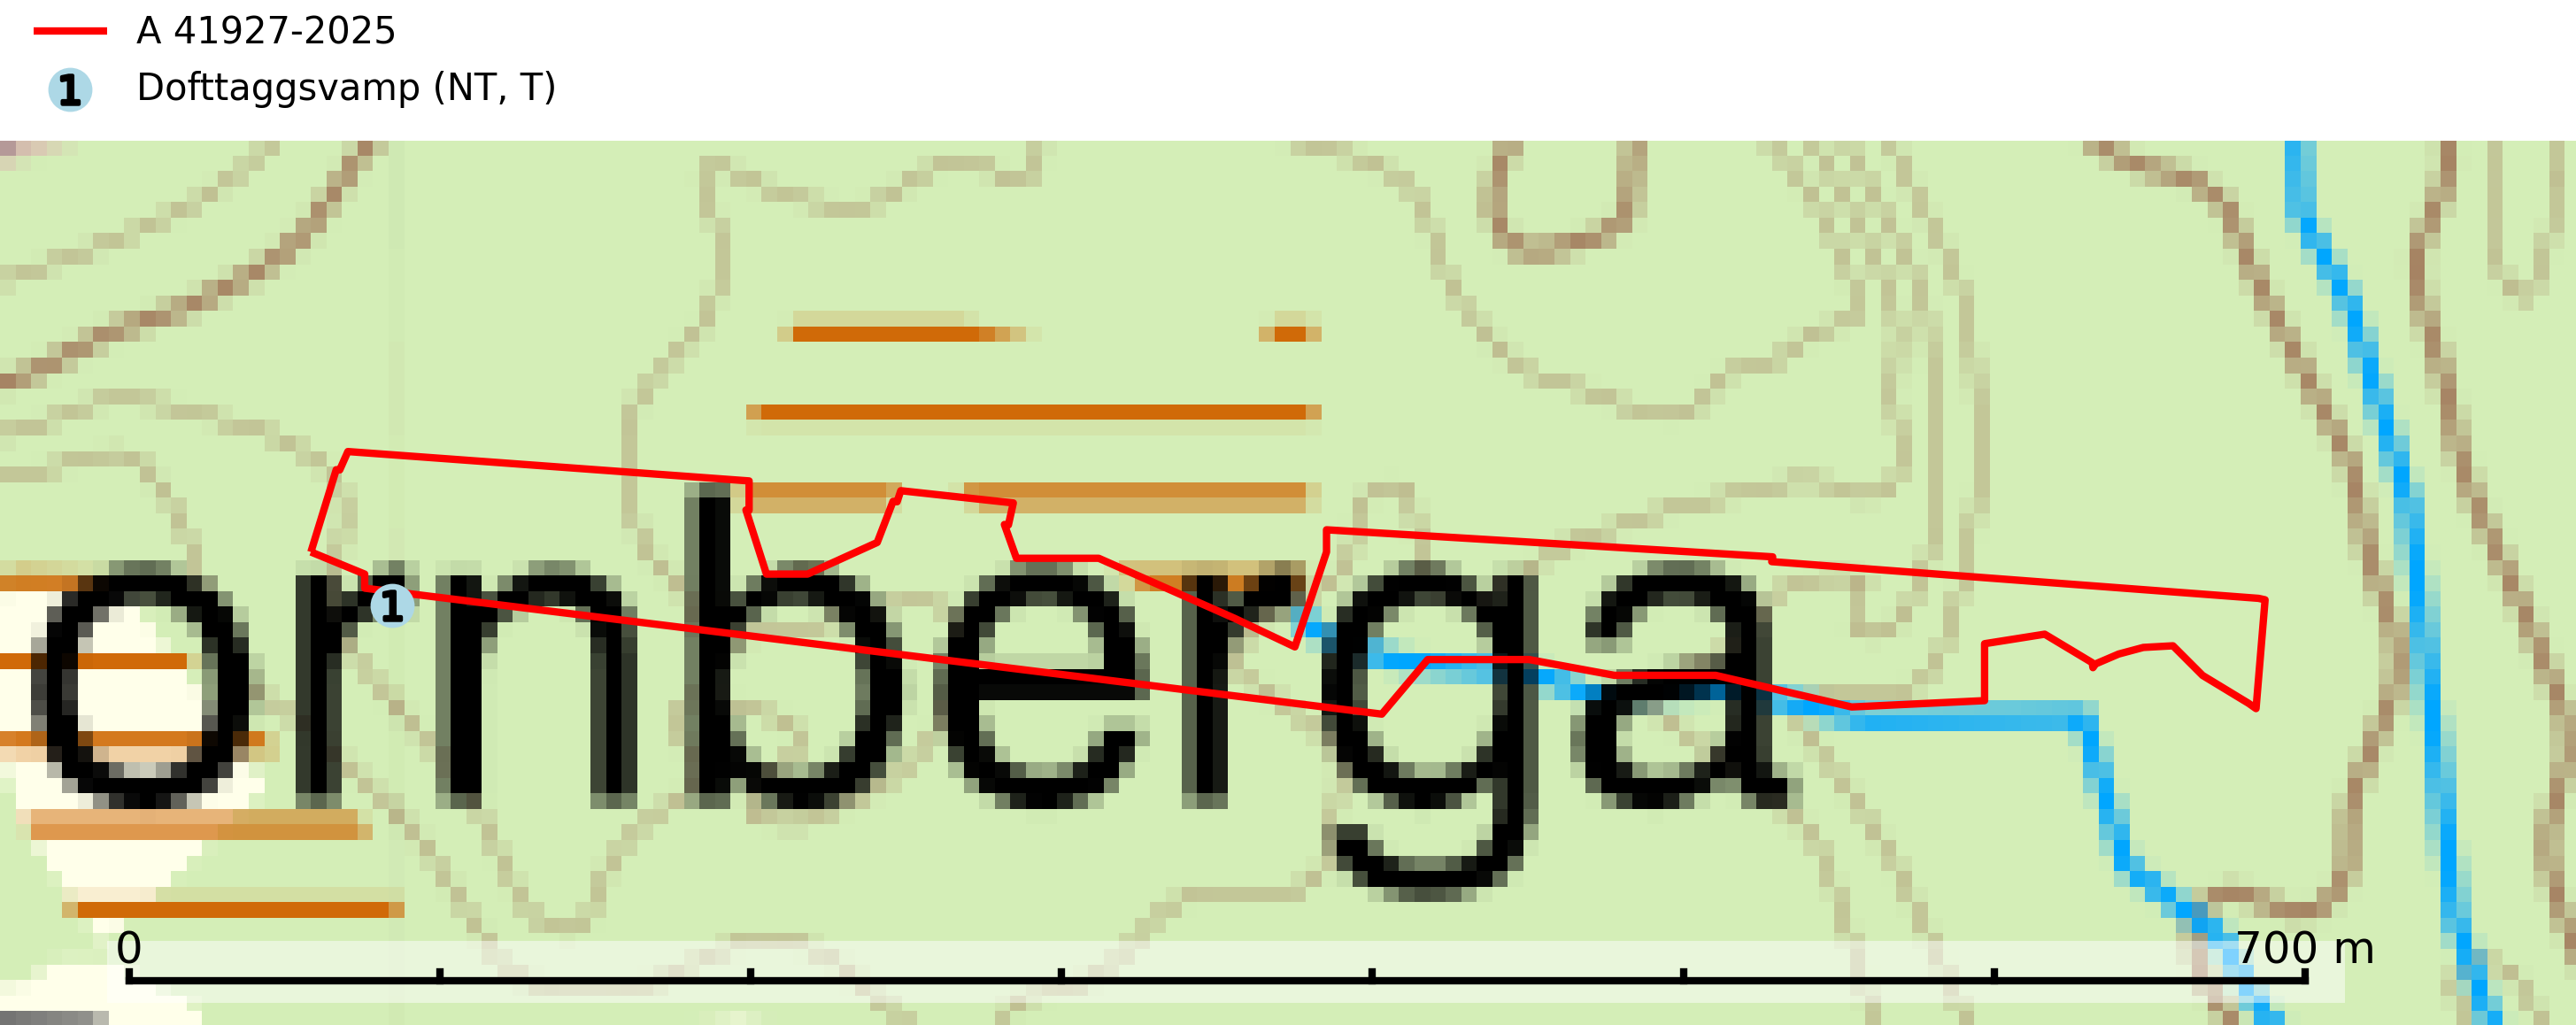 A 41927-2025
1 Dofttaggsvamp (NT, T)
1
ornberga
0 700 m